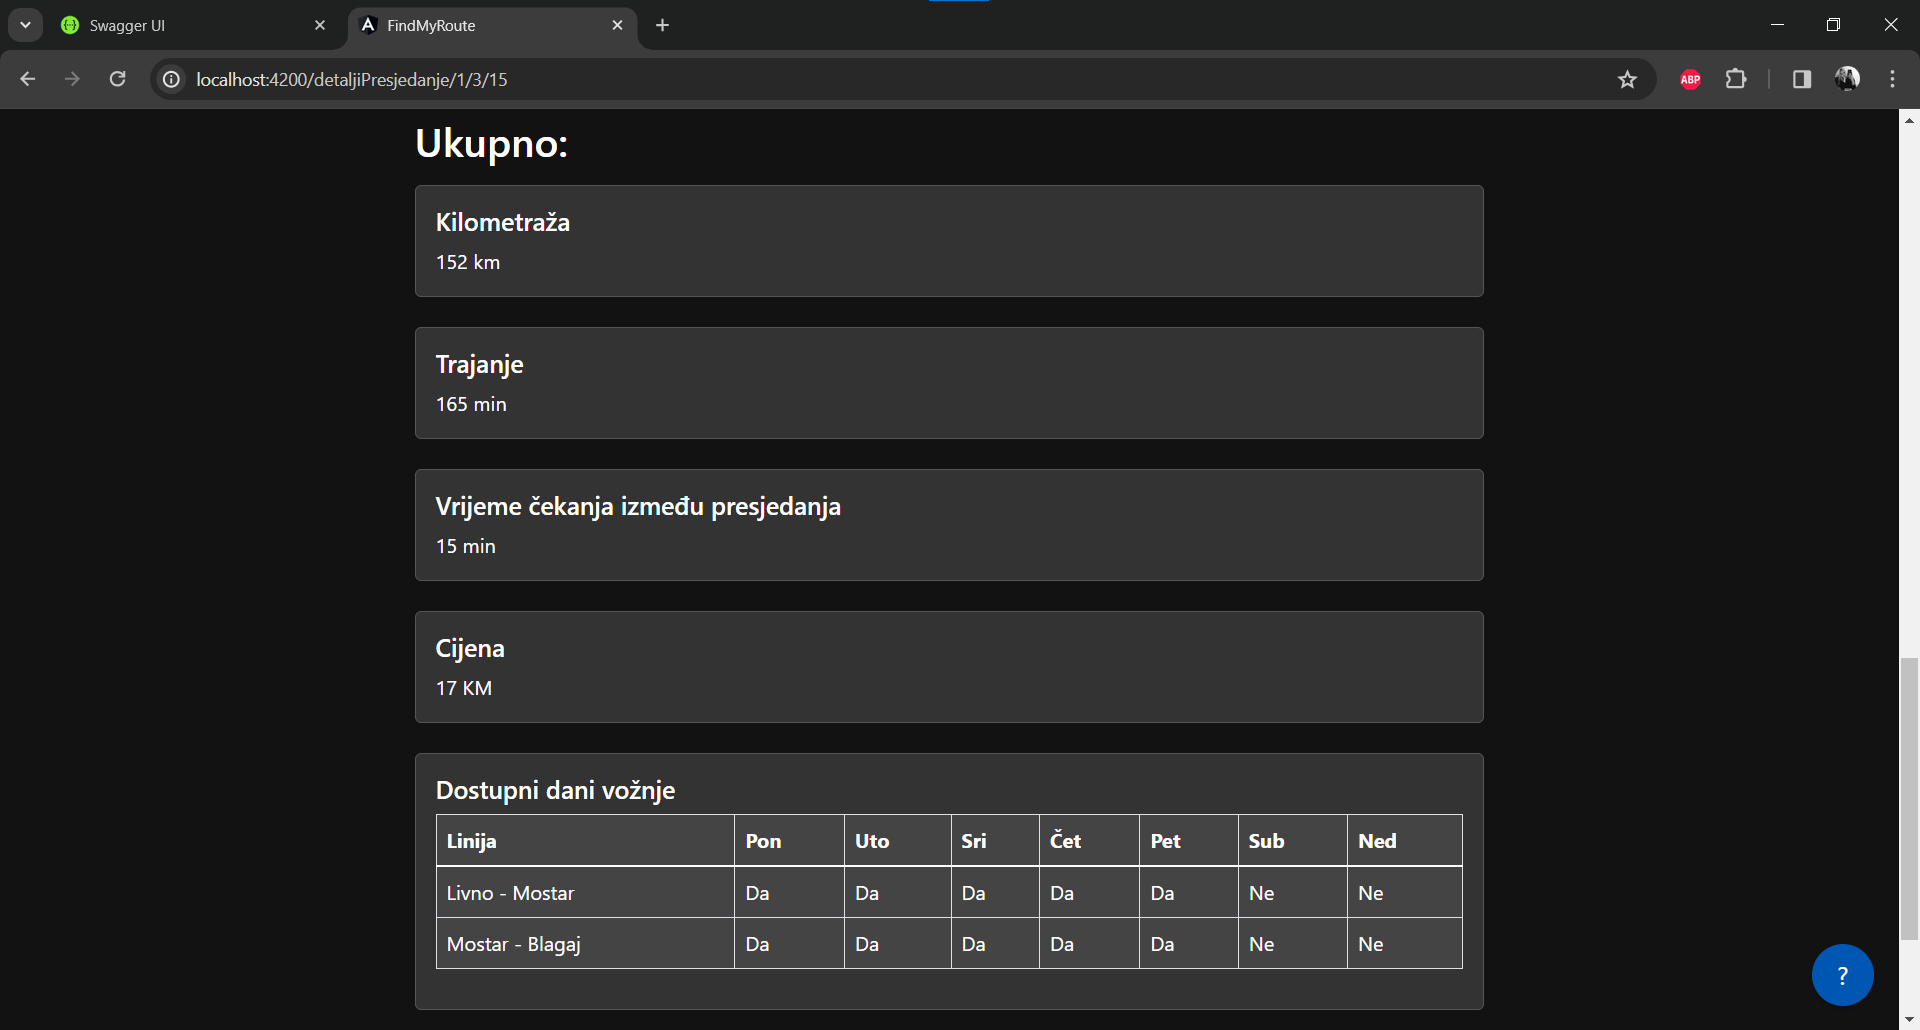 Swagger UI
FindMyRoute
localhost:4200/detaljiPresjedanje/1/3/15
ABP
Ukupno:
Kilometraža
152 km
Trajanje
165 min
Vrijeme čekanja između presjedanja
15 min
Cijena
17 KM
Dostupni dani vožnje
Linija Pon Uto Sri Čet Pet Sub Ned
Livno - Mostar Da Da Da Da Da Ne Ne
Mostar - Blagaj Da Da Da Da Da Ne Ne
?